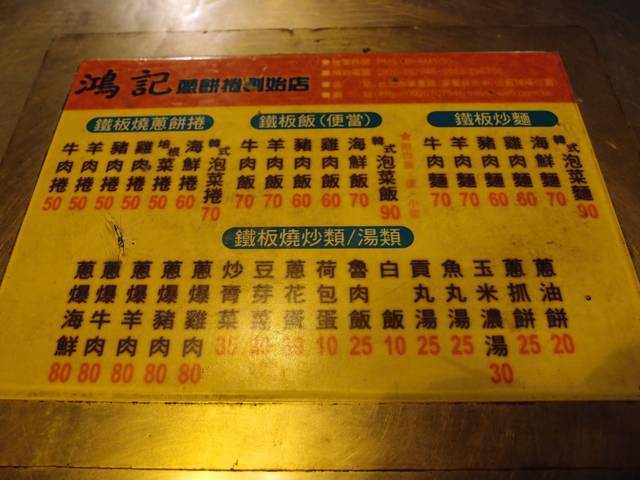 鴻記 蔥餅捲創始店
鐵板燒蔥餅捲
牛肉捲 50
羊肉捲 50
豬肉捲 50
雞肉捲 50
培根菜捲 50
海鮮捲 60
韓式泡菜捲 70
鐵板飯(便當)
牛肉飯 70
羊肉飯 70
豬肉飯 60
雞肉飯 60
海鮮飯 70
韓式泡菜飯 90
鐵板炒麵
牛肉麵 70
羊肉麵 70
豬肉麵 60
雞肉麵 60
海鮮麵 70
韓式泡菜麵 90
鐵板燒炒類/湯類
蔥爆海鮮 80
蔥爆牛肉 80
蔥爆羊肉 80
蔥爆豬肉 80
蔥爆雞肉 80
炒青菜 35
豆芽菜
蔥花蛋
荷包蛋 10
魯肉飯 25
白飯 10
貢丸湯 25
魚丸湯 25
玉米濃湯 30
蔥抓餅 25
蔥油餅 20